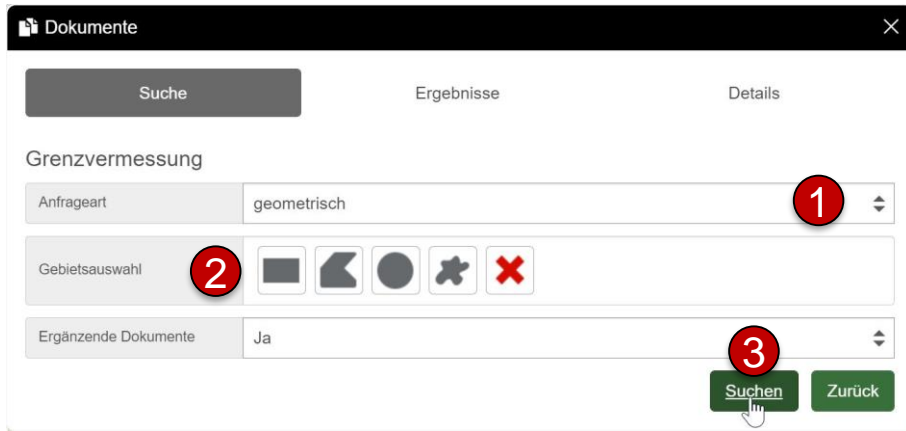 Dokumente
Suche Ergebnisse Details
Grenzvermessung
Anfrageart geometrisch 1
Gebietsauswahl 2
Ergänzende Dokumente Ja
3
Suchen Zurück